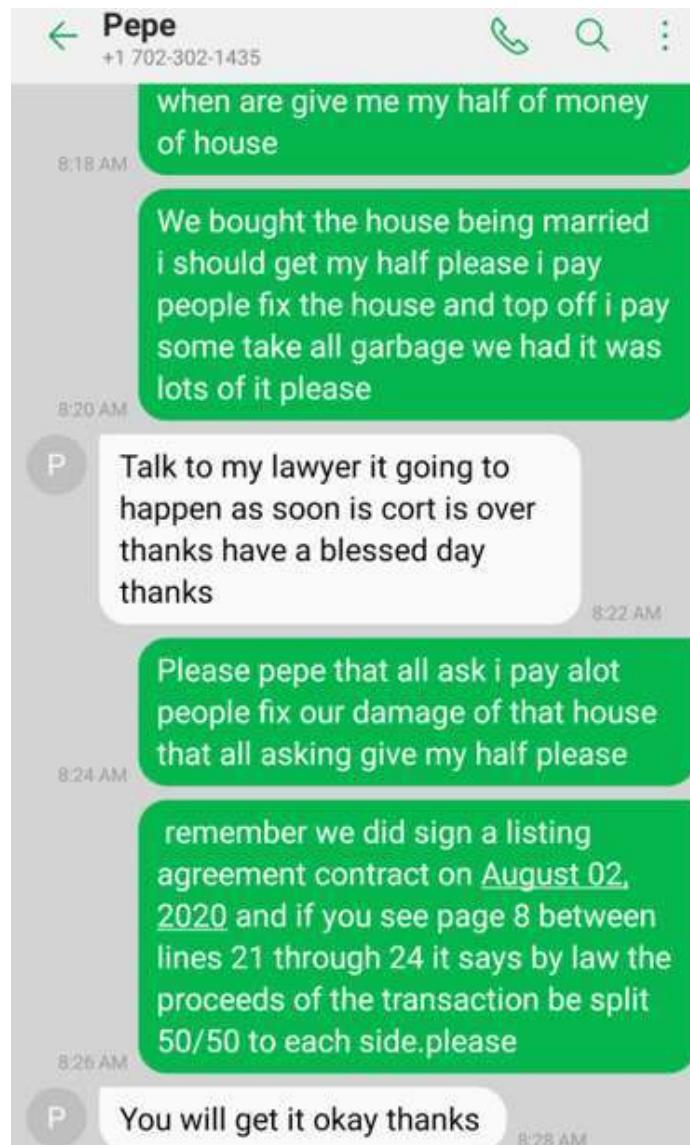 Pepe
+1 702-302-1435
when are give me my half of money
of house
8:18 AM
We bought the house being married
i should get my half please i pay
people fix the house and top off i pay
some take all garbage we had it was
lots of it please
8:20 AM
P
Talk to my lawyer it going to
happen as soon is cort is over
thanks have a blessed day
thanks
8:22 AM
Please pepe that all ask i pay alot
people fix our damage of that house
that all asking give my half please
8:24 AM
remember we did sign a listing
agreement contract on August 02,
2020 and if you see page 8 between
lines 21 through 24 it says by law the
proceeds of the transaction be split
50/50 to each side.please
8:26 AM
P
You will get it okay thanks
8:28 AM